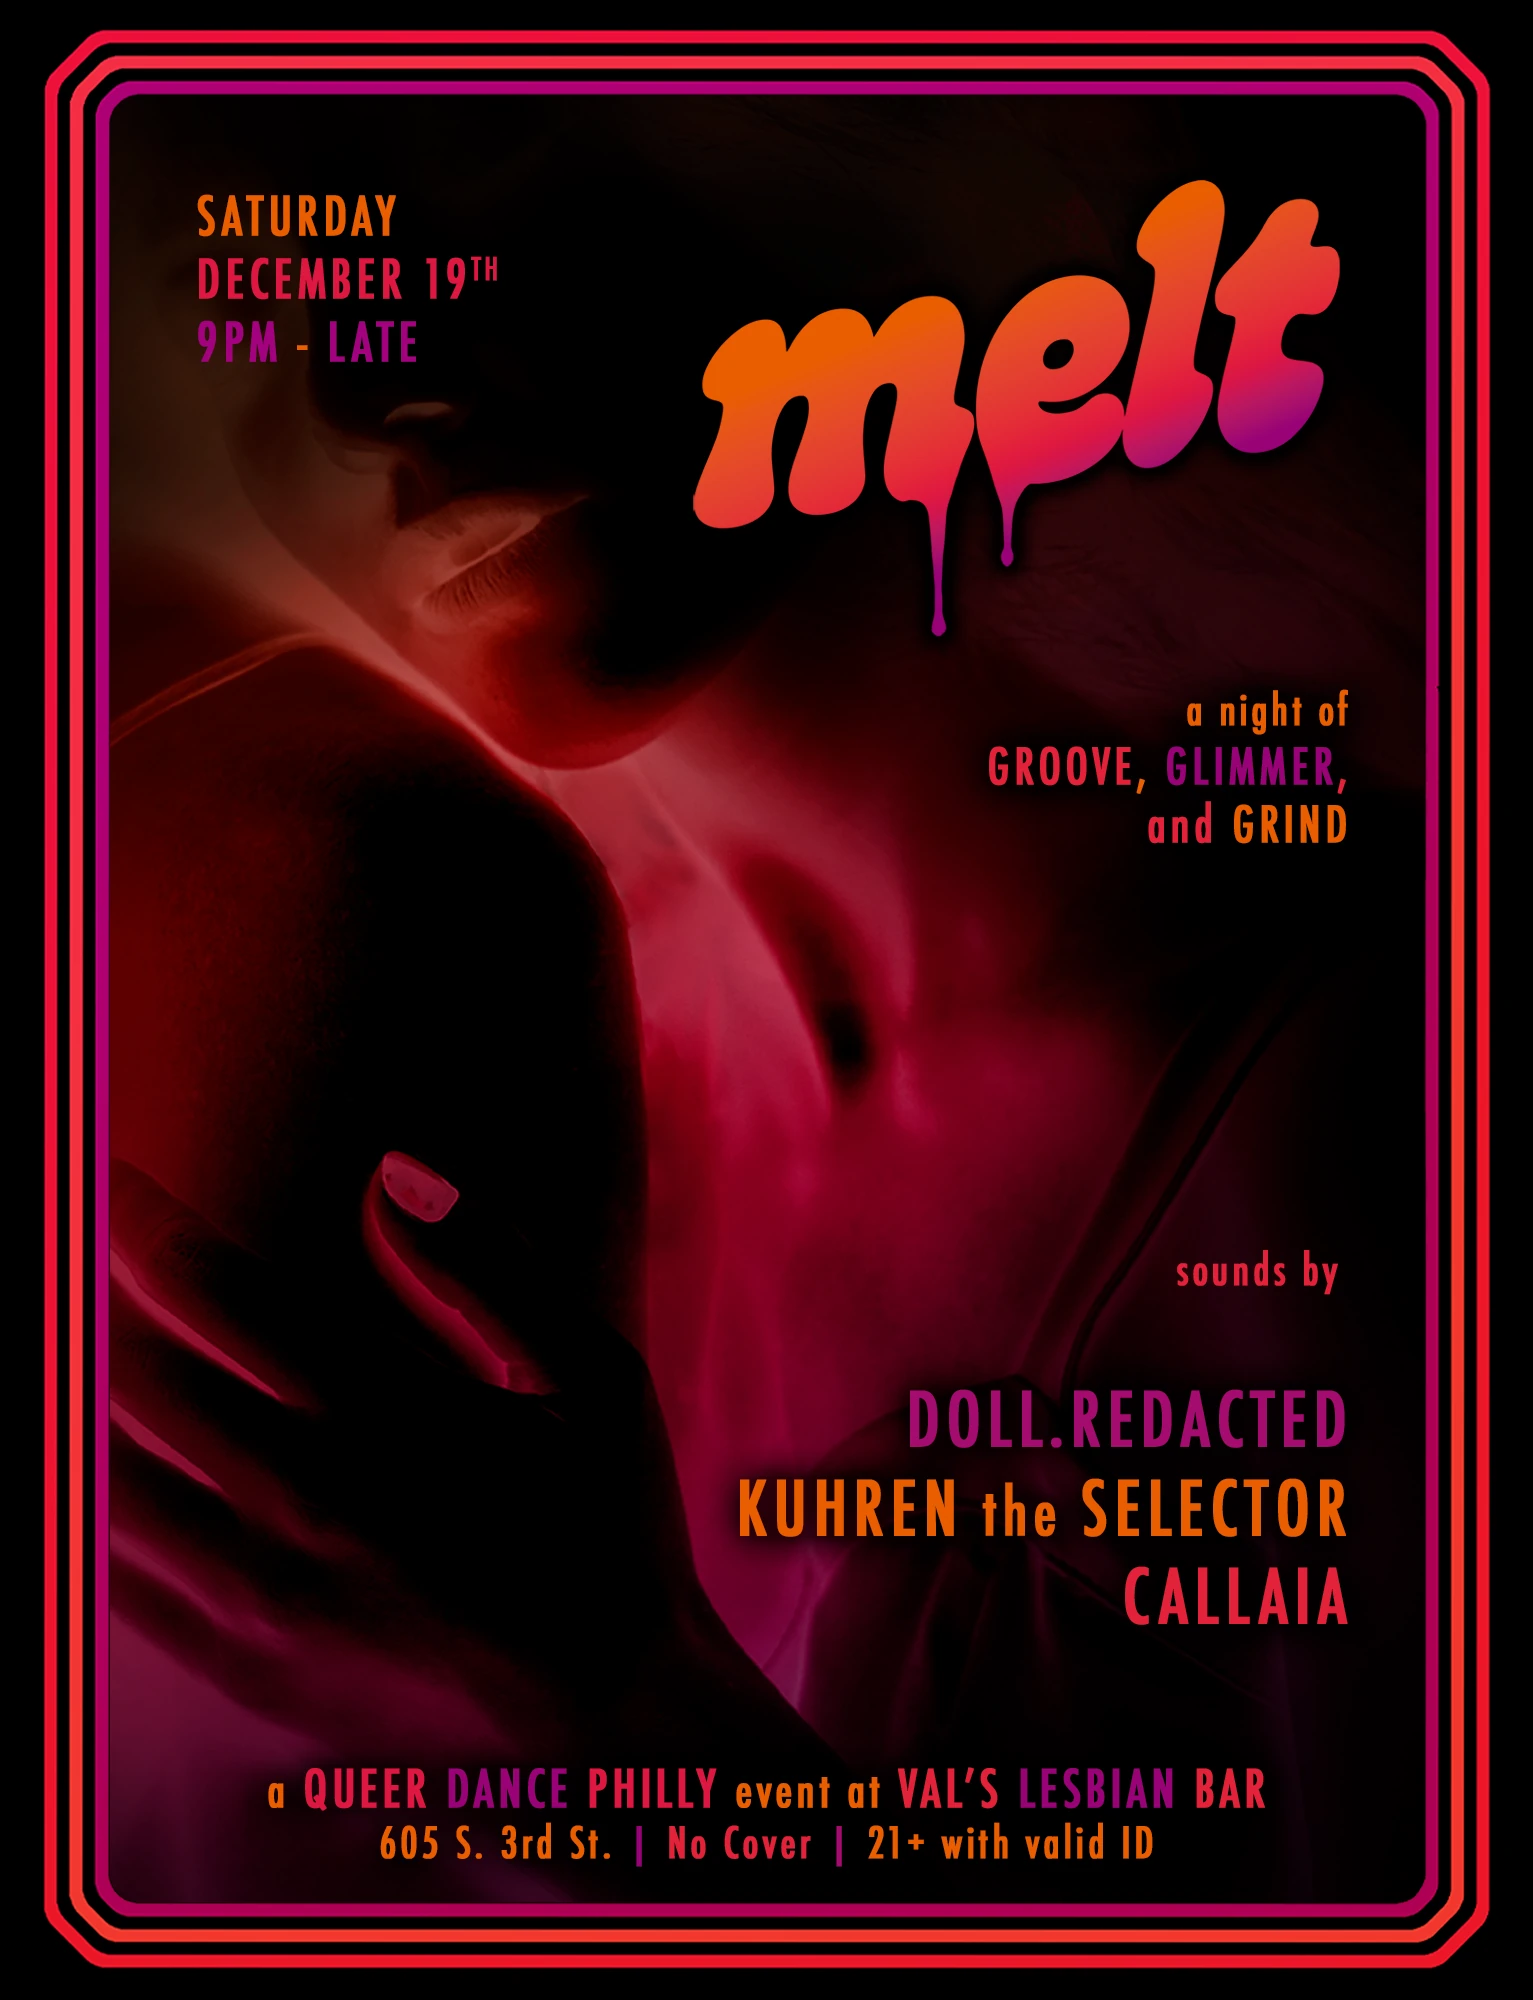 SATURDAY
DECEMBER 19TH
9PM - LATE
melt
a night of
GROOVE, GLIMMER,
and GRIND
sounds by
DOLL.REDACTED
KUHREN the SELECTOR
CALLAIA
a QUEER DANCE PHILLY event at VAL'S LESBIAN BAR
605 S. 3rd St. | No Cover | 21+ with valid ID